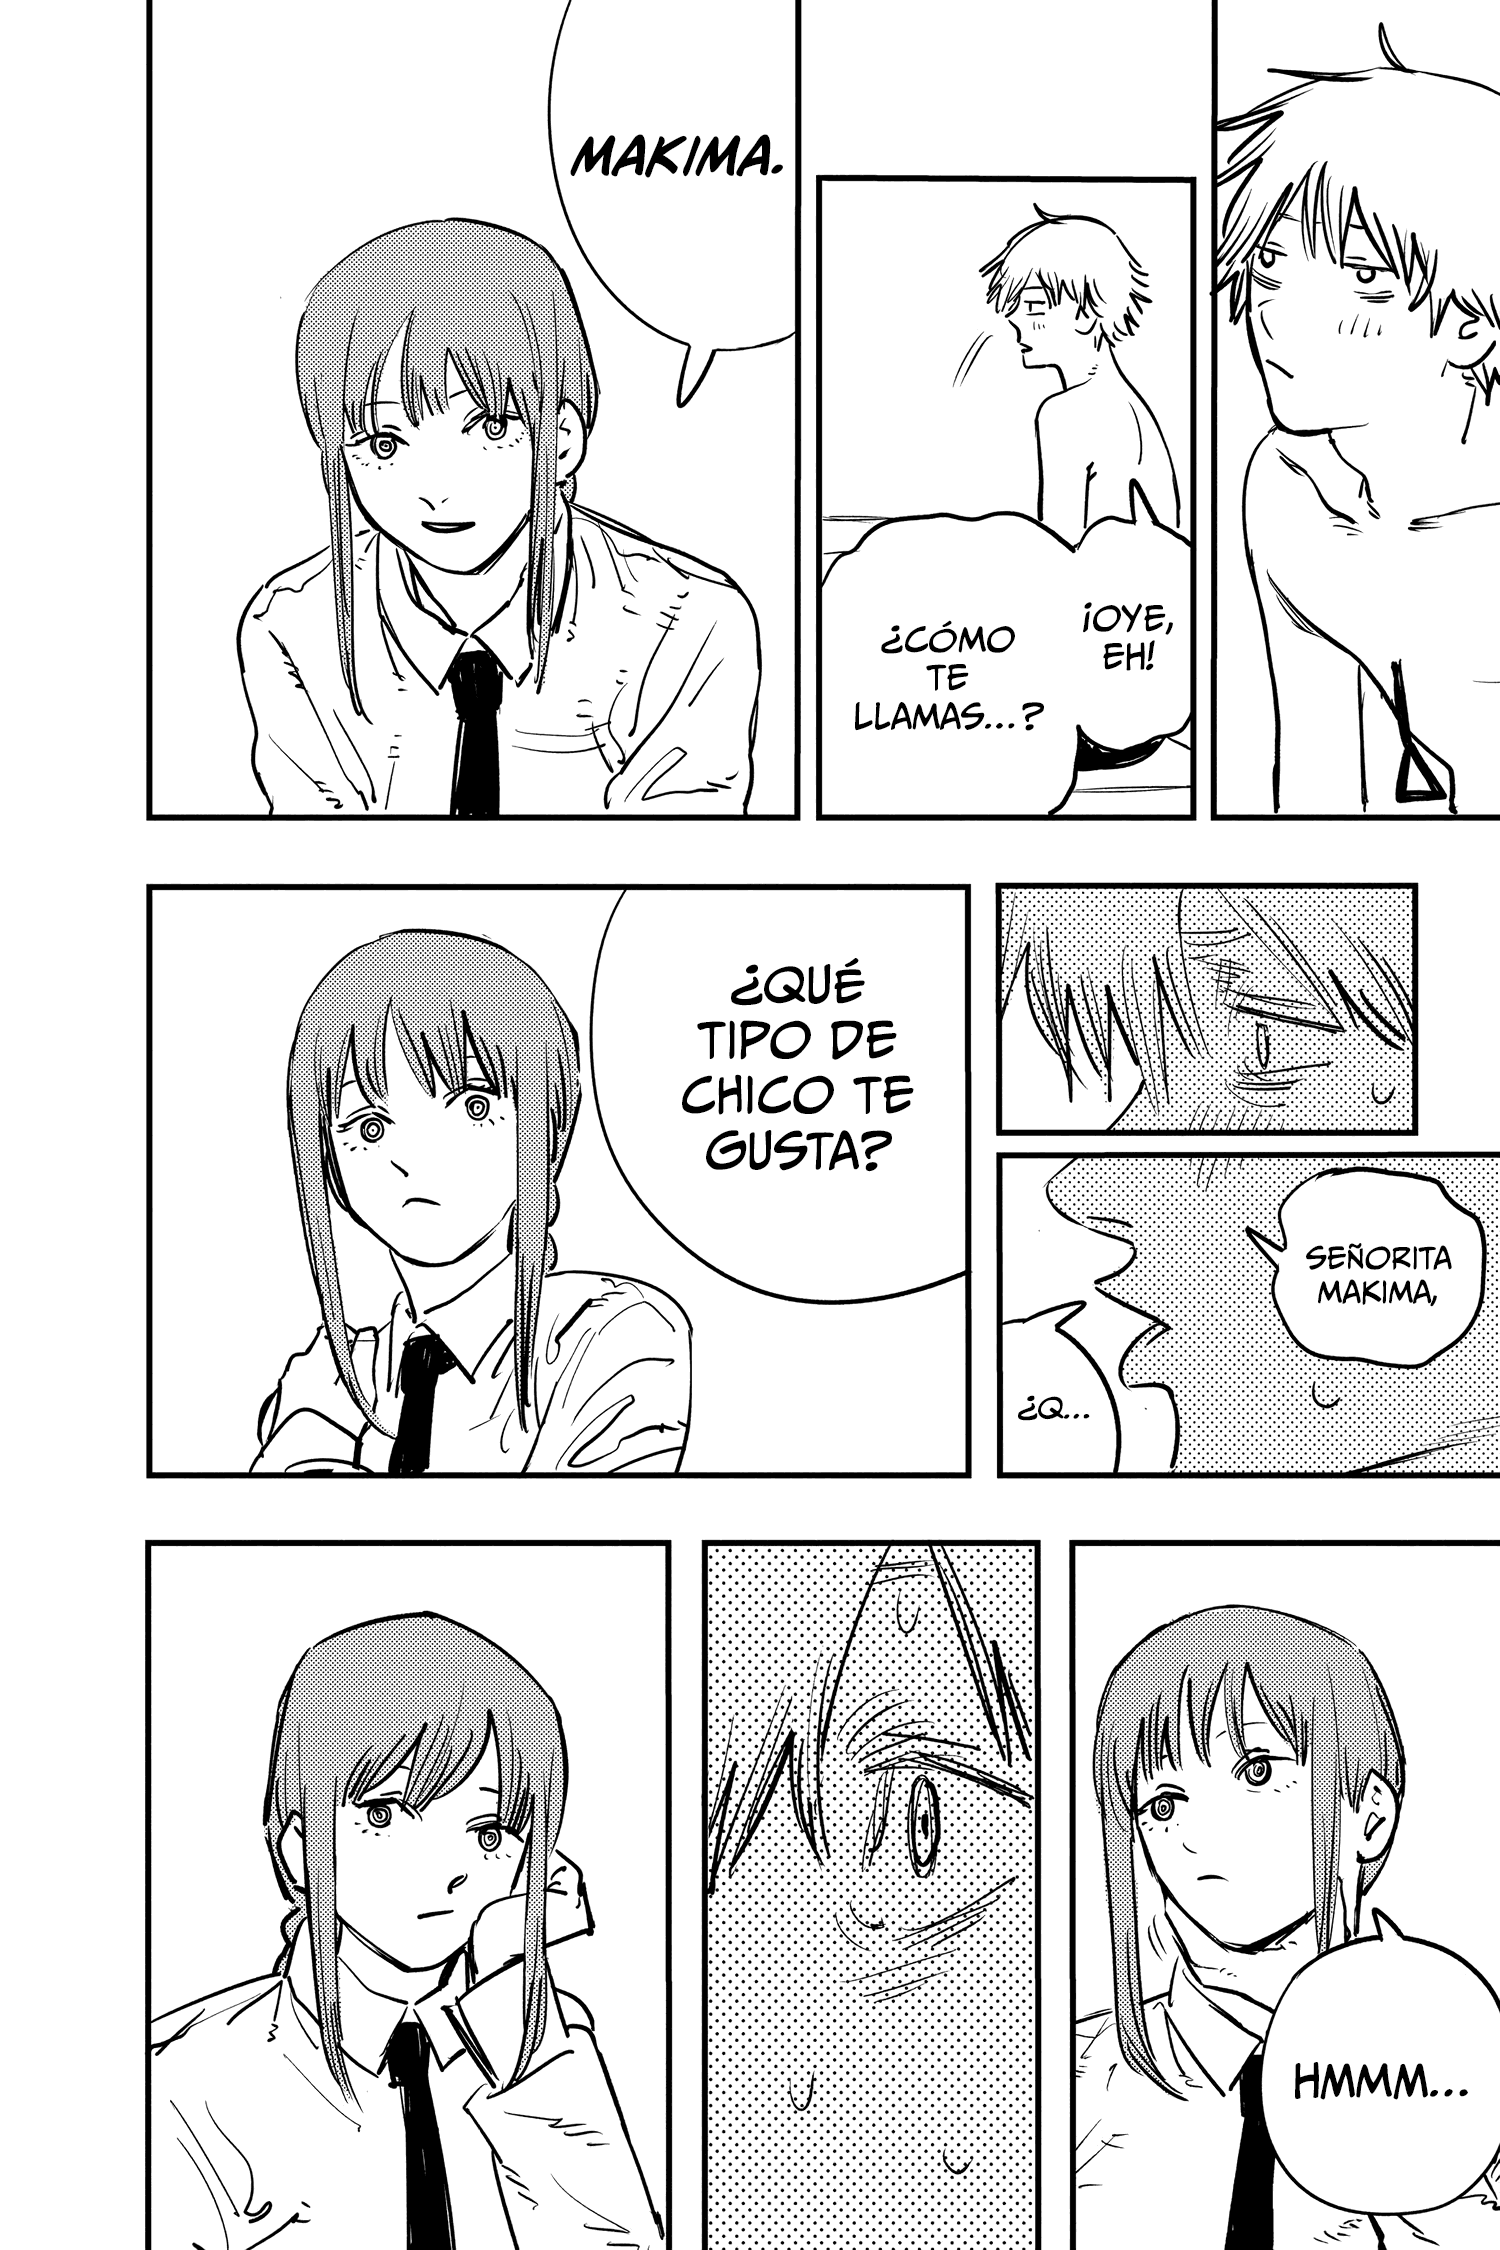 ¡OYE,
EH!
¿CÓMO
TE
LLAMAS...?
MAKIMA.
SEÑORITA
MAKIMA,
¿Q...
¿QUÉ
TIPO DE
CHICO TE
GUSTA?
HMMM...